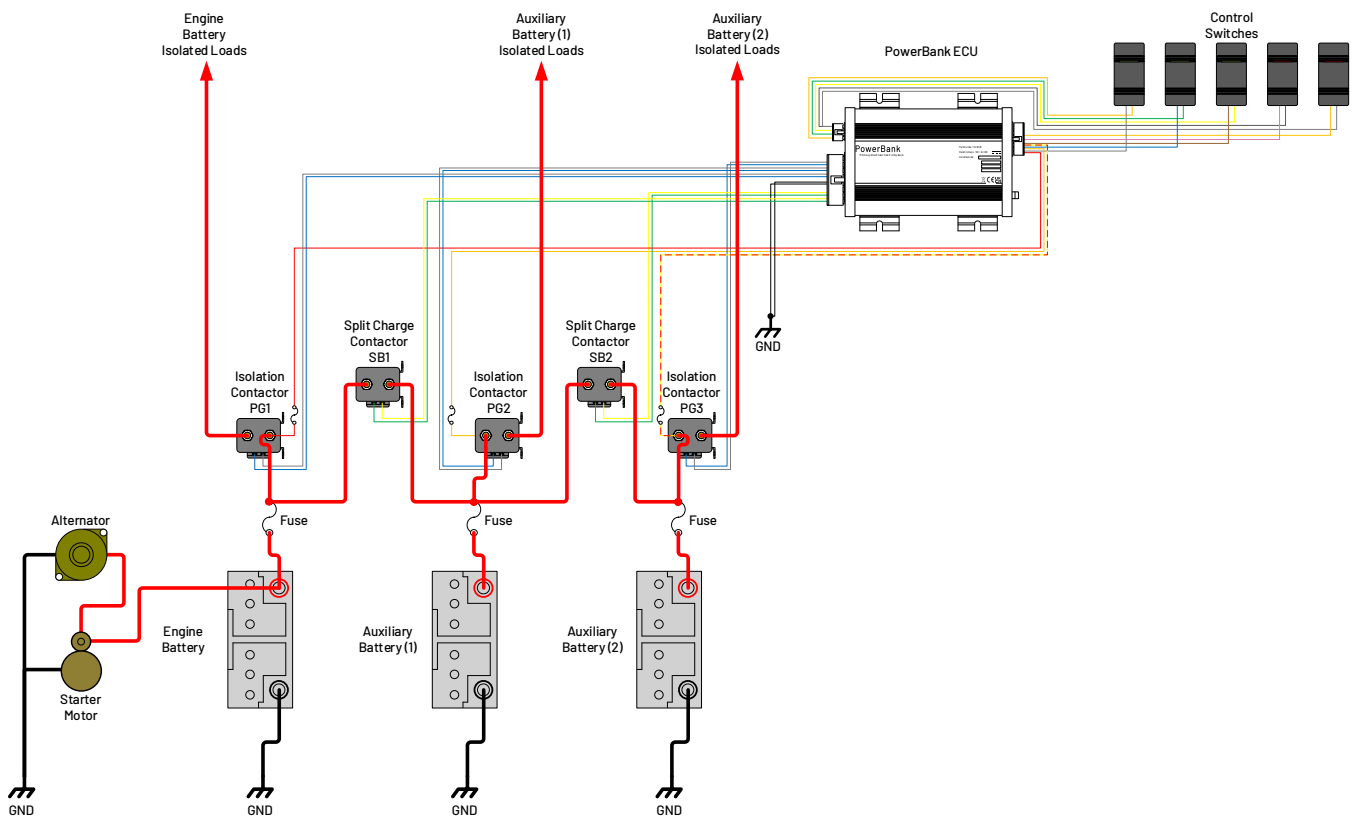 Engine
Battery
Isolated Loads
Auxiliary
Battery (1)
Isolated Loads
Auxiliary
Battery (2)
Isolated Loads
PowerBank ECU
Control
Switches
PowerBank
Split Charge
Contactor
SB1
Split Charge
Contactor
SB2
GND
Isolation
Contactor
PG1
Isolation
Contactor
PG2
Isolation
Contactor
PG3
Alternator
Fuse
Fuse
Fuse
Engine
Battery
Auxiliary
Battery (1)
Auxiliary
Battery (2)
Starter
Motor
GND
GND
GND
GND